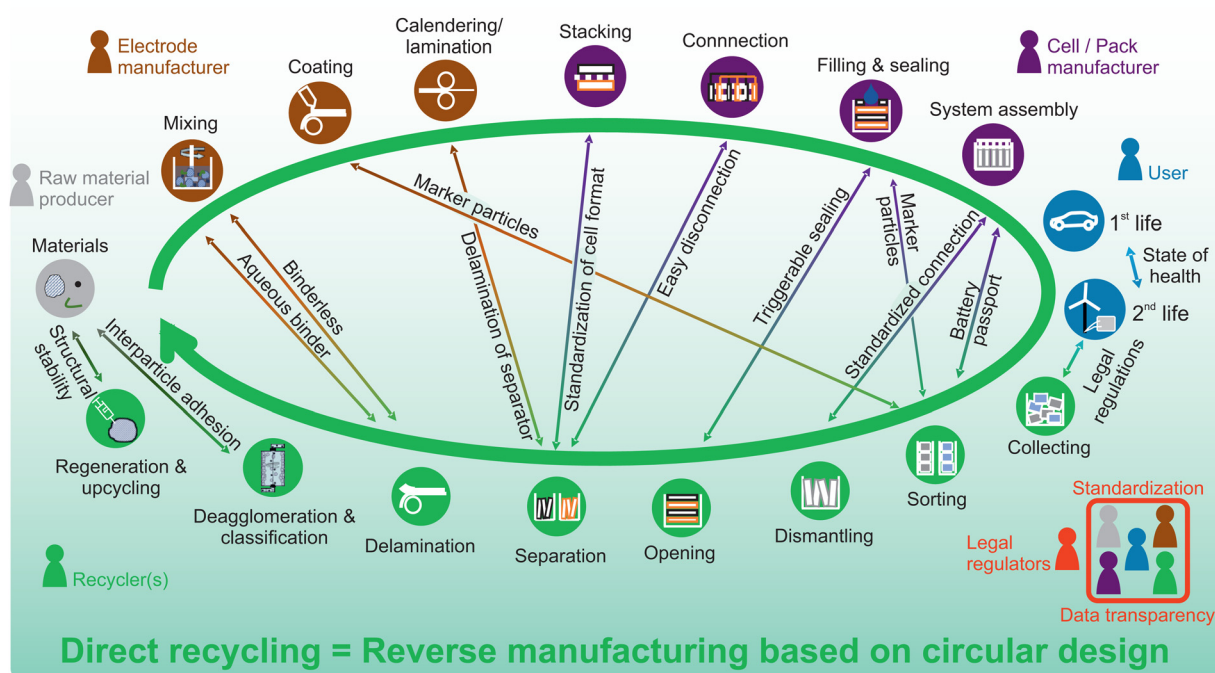 Electrode
manufacturer
Coating
Calendering/
lamination
Stacking
Connnection
Filling & sealing
Cell / Pack
manufacturer
System assembly
Mixing
Raw material
producer
User
Materials
1st life
State of
health
2nd life
Legal
regulations
Marker particles
Delamination of separator
Standardization of cell format
Easy disconnection
Triggerable sealing
Marker
particles
Standardized connection
Battery
passport
Binderless
Aqueous binder
Structural
stability
Interparticle adhesion
Regeneration &
upcycling
Deagglomeration &
classification
Delamination
Separation
Opening
Dismantling
Sorting
Collecting
Recycler(s)
Legal
regulators
Standardization
Data transparency
Direct recycling = Reverse manufacturing based on circular design